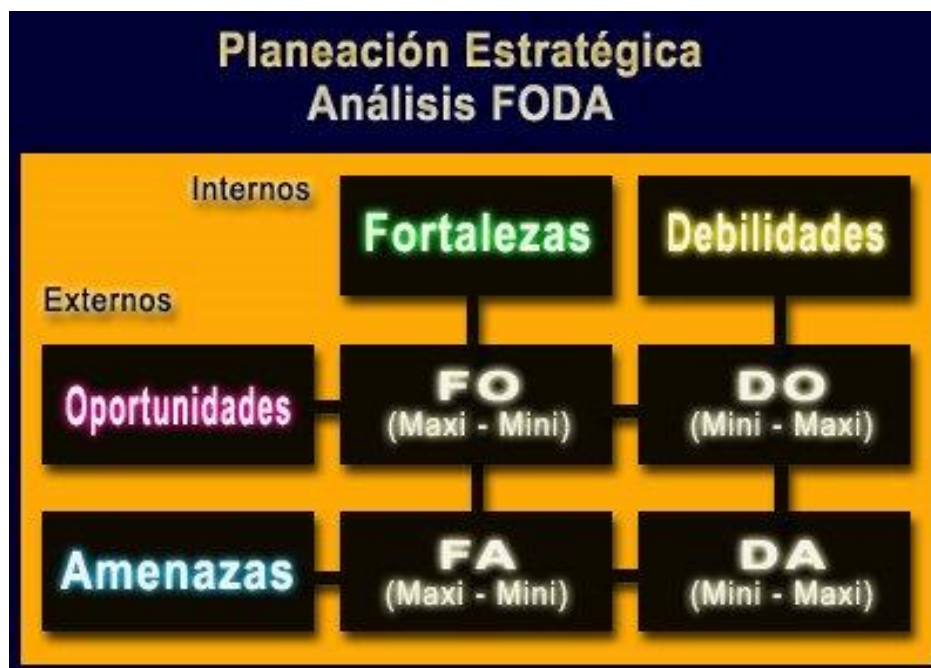 Planeación Estratégica
Análisis FODA
Internos
Fortalezas
Debilidades
Externos
Oportunidades
FO
(Maxi - Mini)
DO
(Mini - Maxi)
Amenazas
FA
(Maxi - Mini)
DA
(Mini - Maxi)